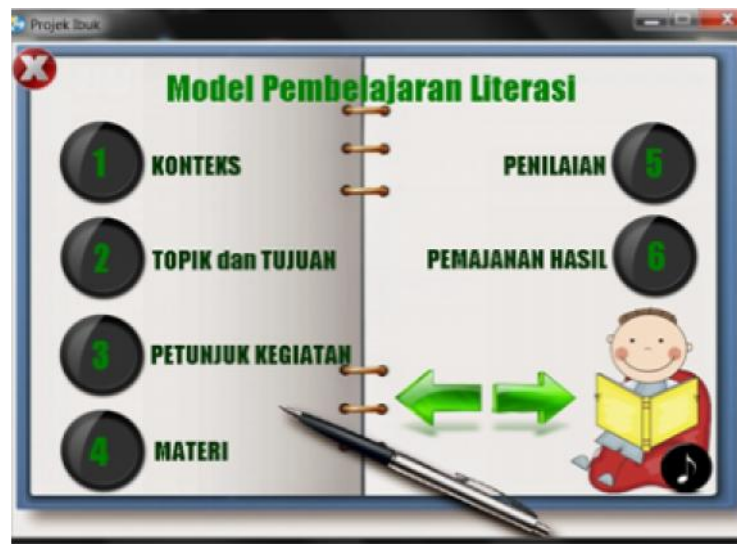 Projek Ibuk
Model Pembelajaran Literasi
1 KONTEKS
2 TOPIK dan TUJUAN
3 PETUNJUK KEGIATAN
4 MATERI
PENILAIAN 5
PEMAJANAN HASIL 6